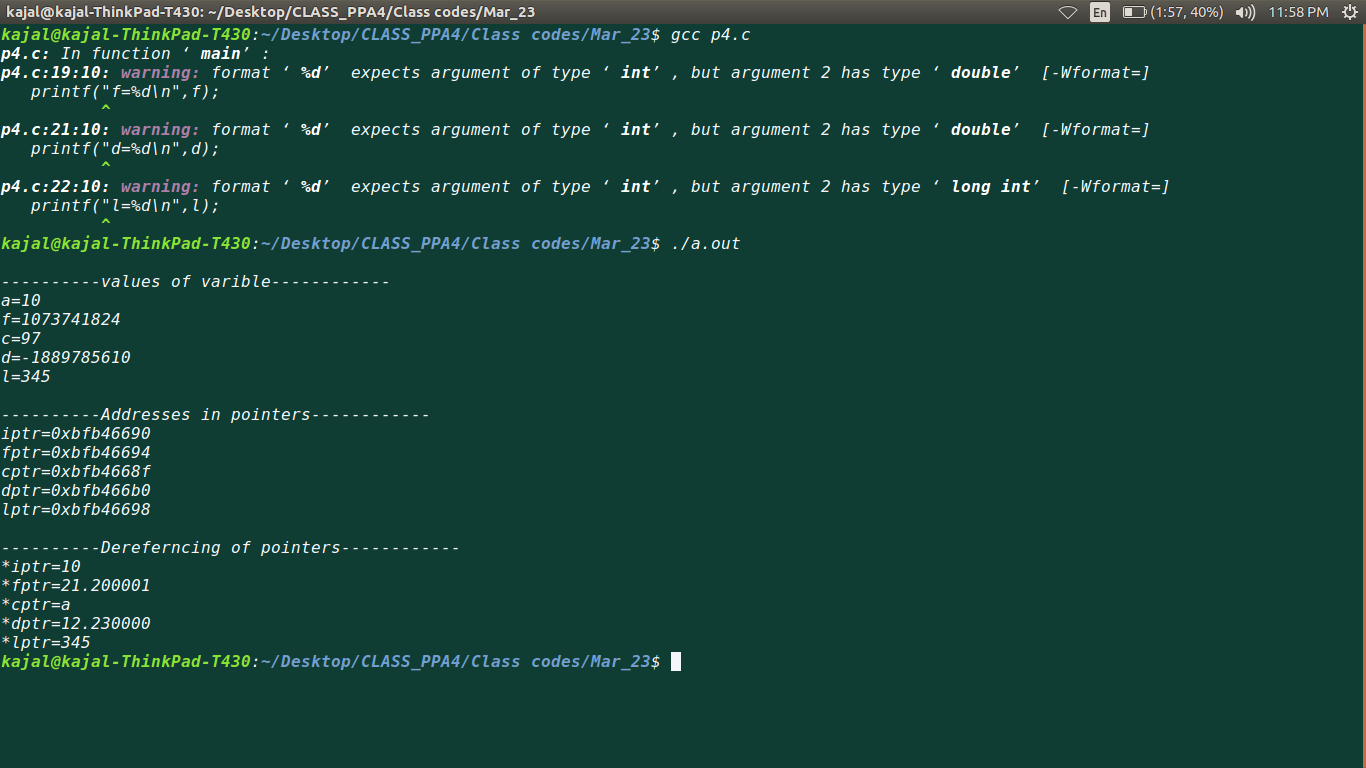 kajal@kajal-ThinkPad-T430: ~/Desktop/CLASS_PPA4/Class codes/Mar_23 En (1:57, 40%) 11:58 PM
kajal@kajal-ThinkPad-T430:~/Desktop/CLASS_PPA4/Class codes/Mar_23$ gcc p4.c
p4.c: In function ‘ main’ :
p4.c:19:10: warning: format ‘ %d’  expects argument of type ‘ int’ , but argument 2 has type ‘ double’  [-Wformat=]
   printf("f=%d\n",f);
          ^
p4.c:21:10: warning: format ‘ %d’  expects argument of type ‘ int’ , but argument 2 has type ‘ double’  [-Wformat=]
   printf("d=%d\n",d);
          ^
p4.c:22:10: warning: format ‘ %d’  expects argument of type ‘ int’ , but argument 2 has type ‘ long int’  [-Wformat=]
   printf("l=%d\n",l);
          ^
kajal@kajal-ThinkPad-T430:~/Desktop/CLASS_PPA4/Class codes/Mar_23$ ./a.out
----------values of varible------------
a=10
f=1073741824
c=97
d=-1889785610
l=345
----------Addresses in pointers------------
iptr=0xbfb46690
fptr=0xbfb46694
cptr=0xbfb4668f
dptr=0xbfb466b0
lptr=0xbfb46698
----------Dereferncing of pointers------------
*iptr=10
*fptr=21.200001
*cptr=a
*dptr=12.230000
*lptr=345
kajal@kajal-ThinkPad-T430:~/Desktop/CLASS_PPA4/Class codes/Mar_23$